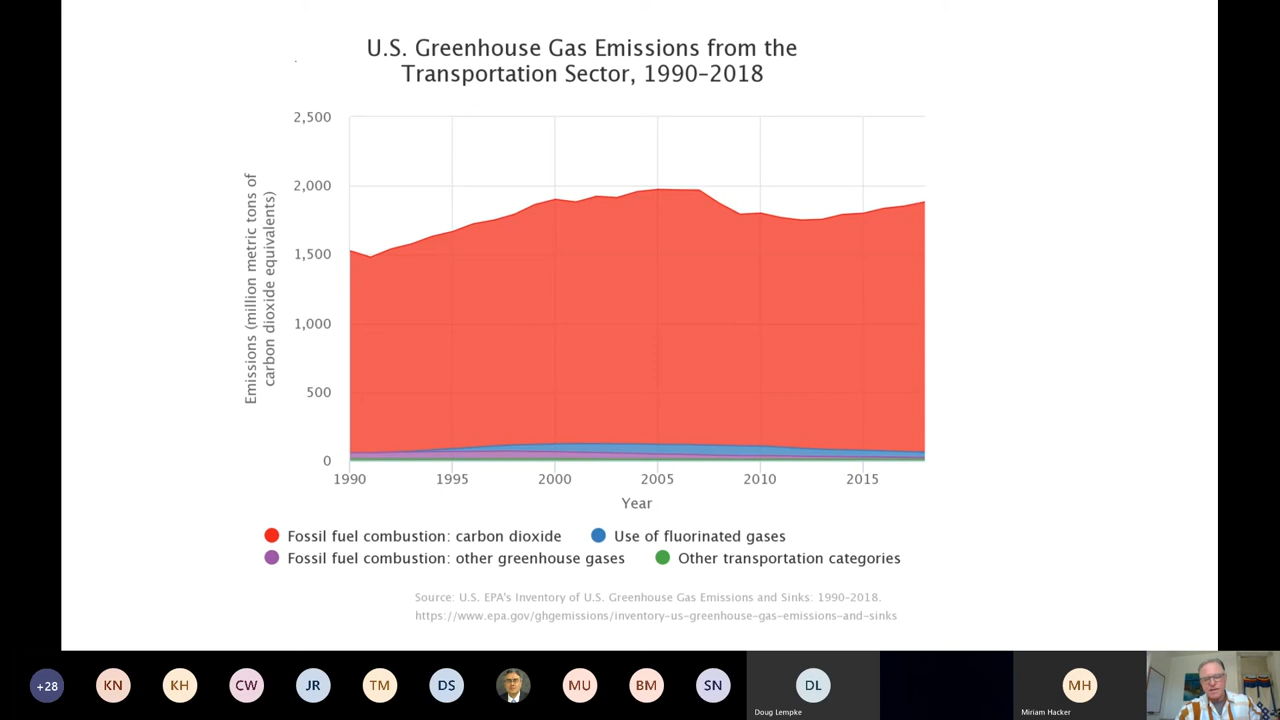 U.S. Greenhouse Gas Emissions from the
Transportation Sector, 1990–2018
Emissions (million metric tons of
carbon dioxide equivalents)
2,500
2,000
1,500
1,000
500
0
1990 1995 2000 2005 2010 2015
Year
Fossil fuel combustion: carbon dioxide Use of fluorinated gases
Fossil fuel combustion: other greenhouse gases Other transportation categories
Source: U.S. EPA's Inventory of U.S. Greenhouse Gas Emissions and Sinks: 1990–2018.
https://www.epa.gov/ghgemissions/inventory-us-greenhouse-gas-emissions-and-sinks
+28 KN KH CW JR TM DS MU BM SN DL MH
Doug Lempke Miriam Hacker